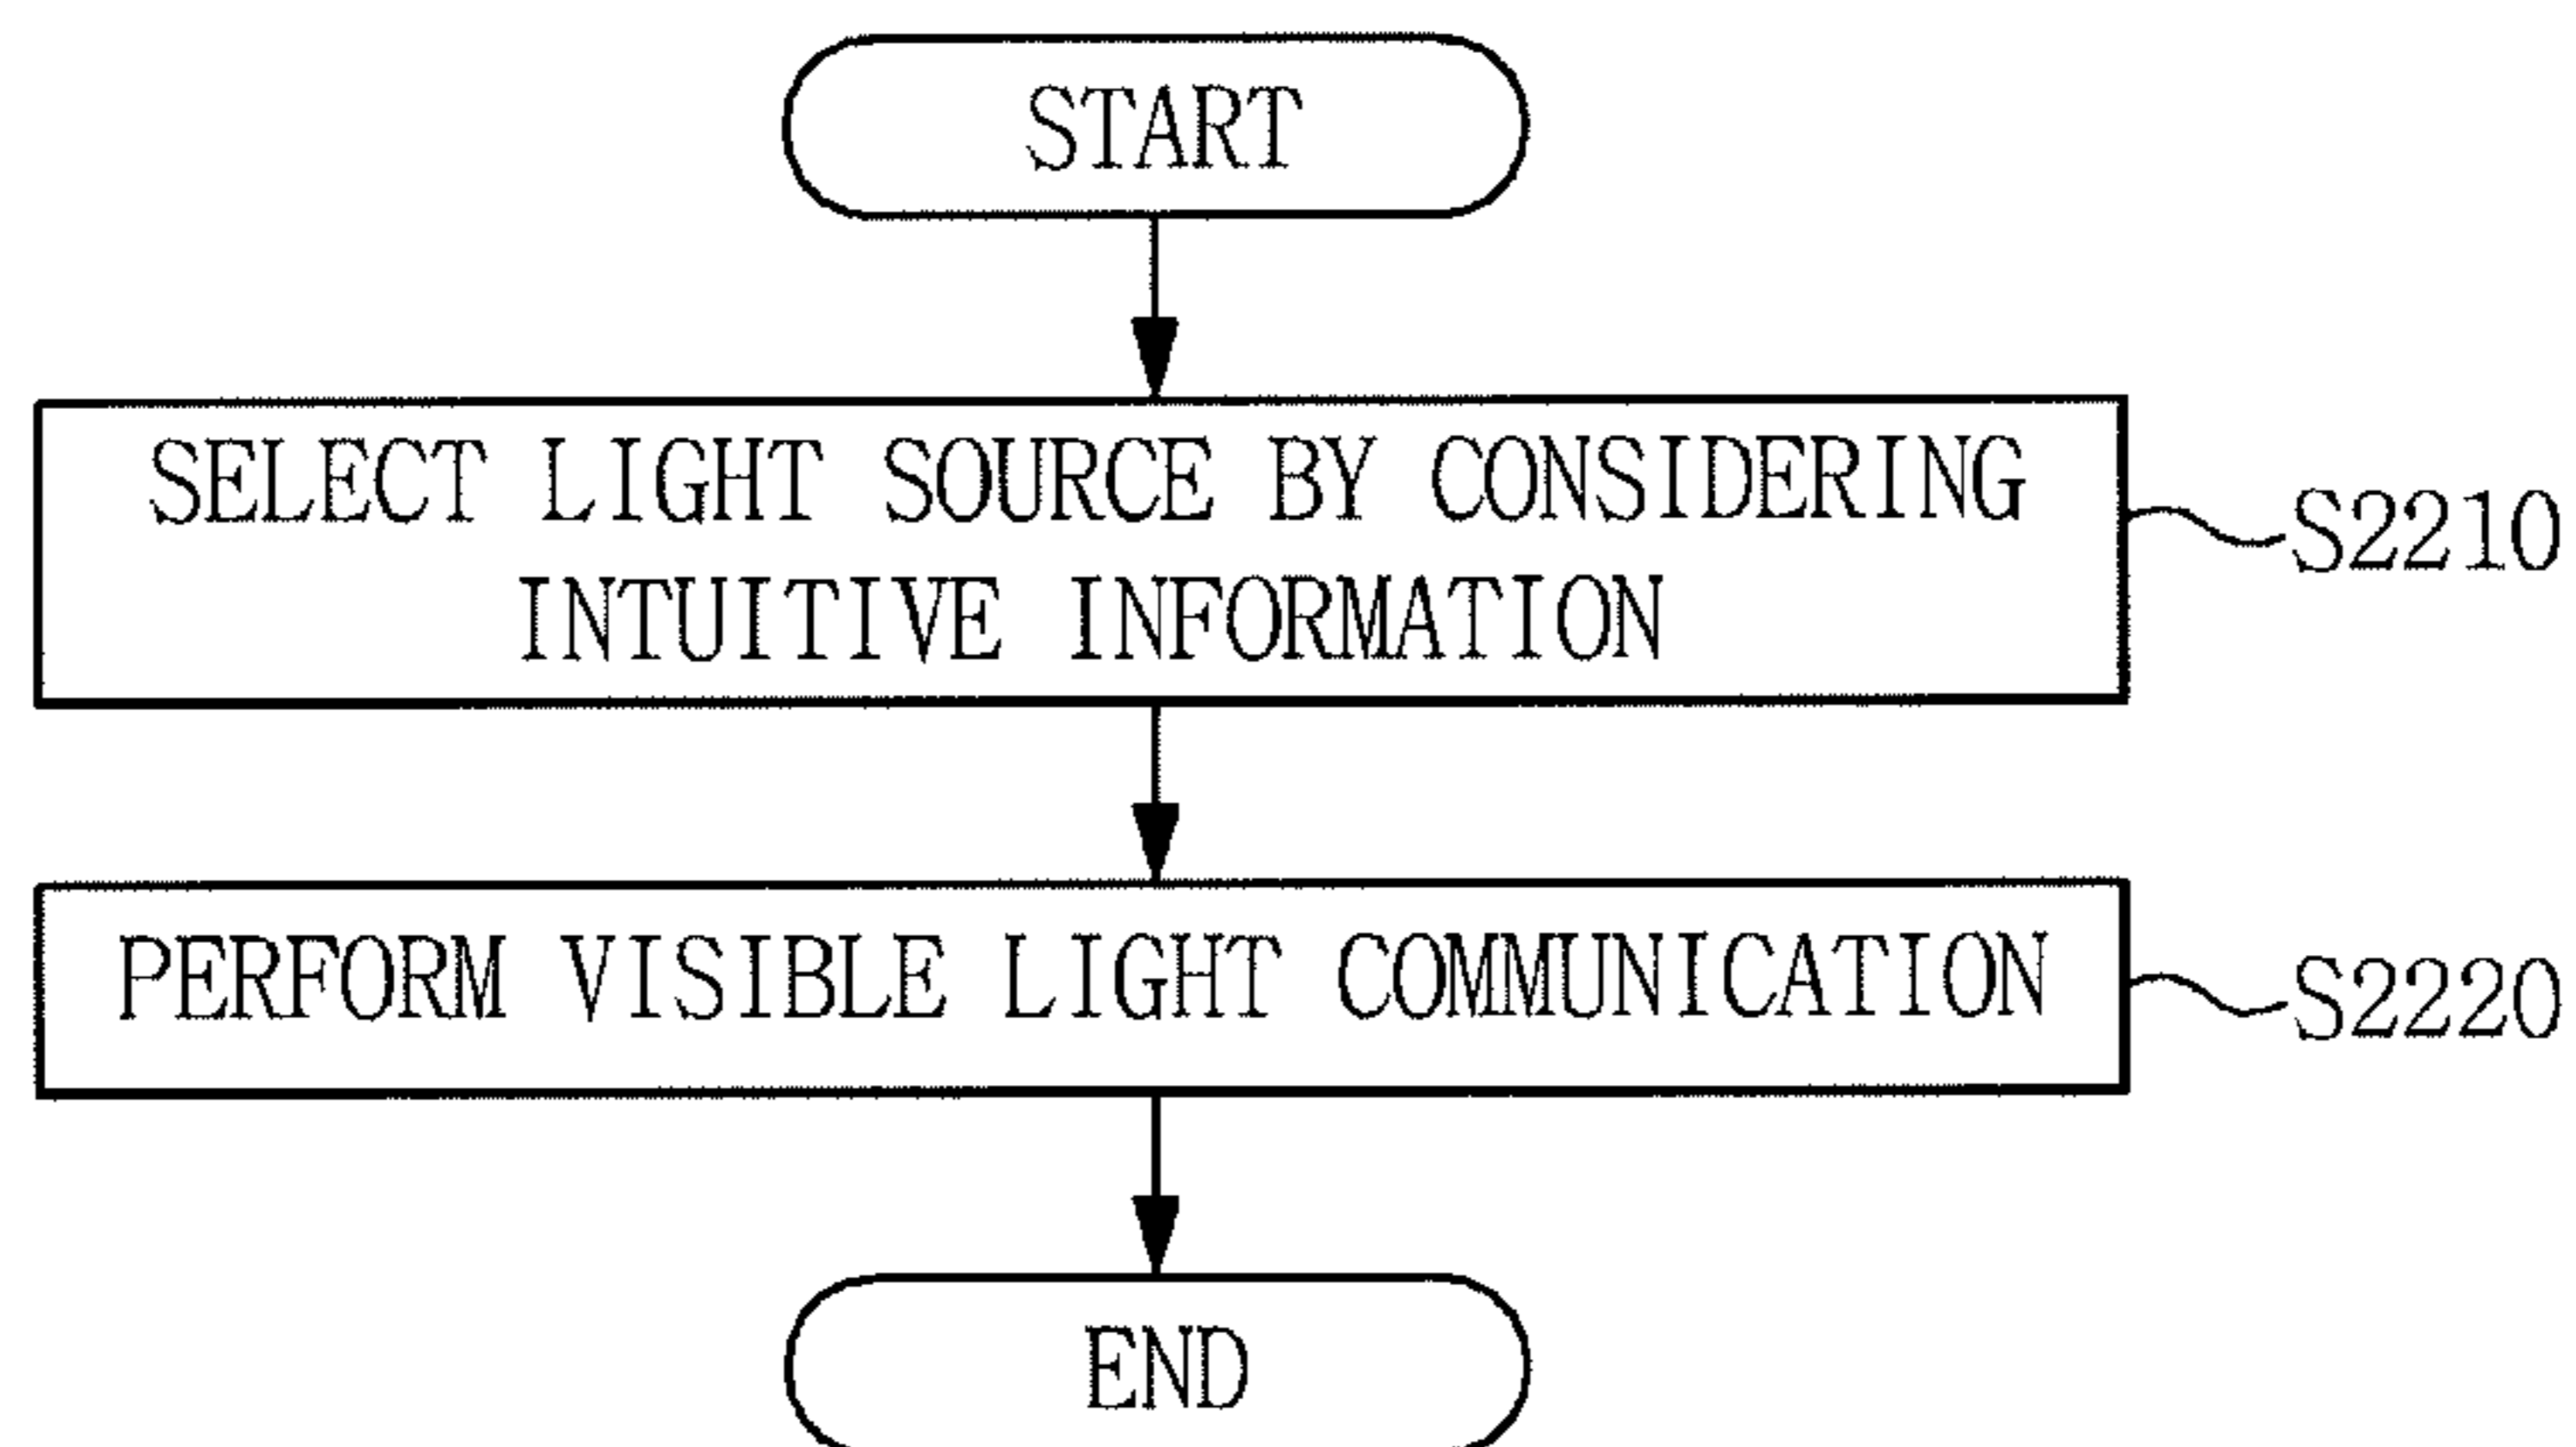 START
SELECT LIGHT SOURCE BY CONSIDERING
INTUITIVE INFORMATION
S2210
PERFORM VISIBLE LIGHT COMMUNICATION
S2220
END